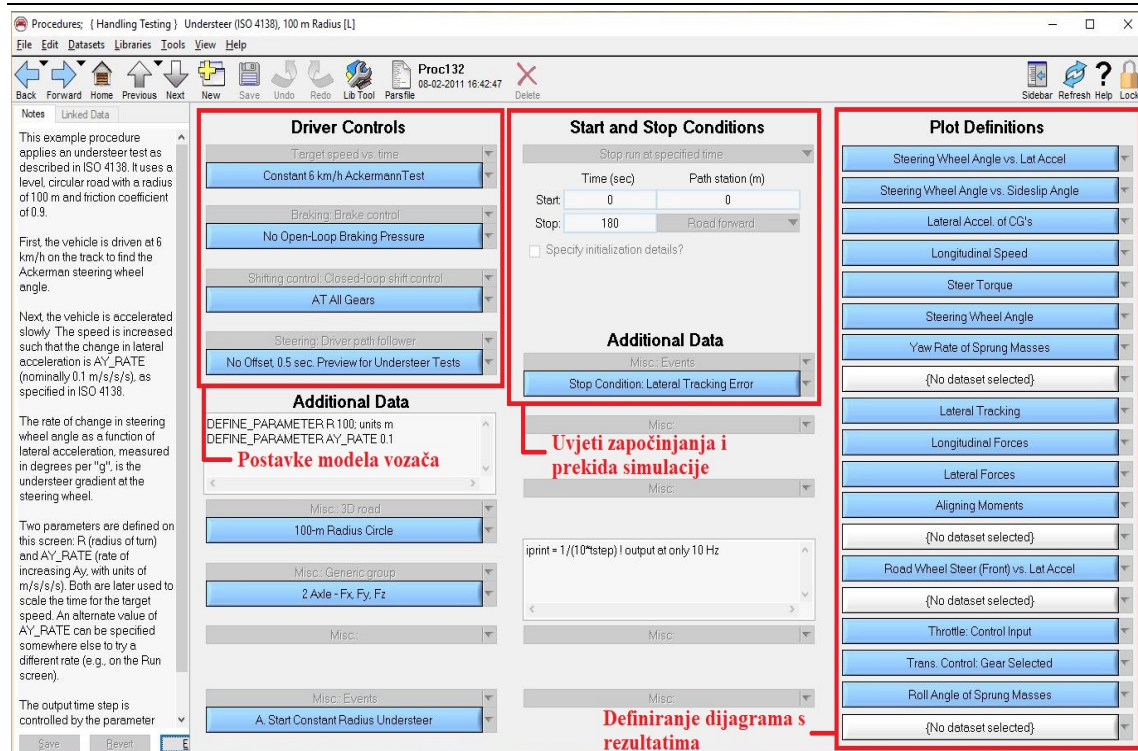 Procedures; { Handling Testing } Understeer (ISO 4138), 100 m Radius [L]
File Edit Datasets Libraries Tools View Help
Back Forward Home Previous Next New Save Undo Redo Lib Tool Parsfile
Proc132
08-02-2011 16:42:47
Delete
Sidebar Refresh Help Lock
Notes Linked Data
This example procedure
applies an understeer test as
described in ISO 4138. It uses a
level, circular road with a radius
of 100 m and friction coefficient
of 0.9.
First, the vehicle is driven at 6
km/h on the track to find the
Ackerman steering wheel
angle.
Next, the vehicle is accelerated
slowly. The speed is increased
such that the change in lateral
acceleration is AY_RATE
(nominally 0.1 m/s/s/s), as
specified in ISO 4138.
The rate of change in steering
wheel angle as a function of
lateral acceleration, measured
in degrees per "g", is the
understeer gradient at the
steering wheel.
Two parameters are defined on
this screen: R (radius of turn)
and AY_RATE (rate of
increasing Ay, with units of
m/s/s/s). Both are later used to
scale the time for the target
speed. An alternate value of
AY_RATE can be specified
somewhere else to try a
different rate (e.g., on the Run
screen).
The output time step is
controlled by the parameter
Save Revert E
Driver Controls
Target speed vs. time
Constant 6 km/h AckermannTest
Braking: Brake control
No Open-Loop Braking Pressure
Shifting control: Closed-loop shift control
AT All Gears
Steering: Driver path follower
No Offset, 0.5 sec. Preview for Understeer Tests
Additional Data
DEFINE_PARAMETER R 100; units m
DEFINE_PARAMETER AY_RATE 0.1
Postavke modela vozača
Misc.: 3D road
100-m Radius Circle
Misc.: Generic group
2 Axle - Fx, Fy, Fz
Misc.:
Misc.: Events
A. Start Constant Radius Understeer
Start and Stop Conditions
Stop run at specified time
Time (sec) Path station (m)
Start: 0 0
Stop: 180 Road forward
Specify initialization details?
Additional Data
Misc.: Events
Stop Condition: Lateral Tracking Error
Misc:
Uvjeti započinjanja i
prekida simulacije
Misc:
iprint = 1/(10*tstep) ! output at only 10 Hz
Misc:
Misc:
Definiranje dijagrama s
rezultatima
Plot Definitions
Steering Wheel Angle vs. Lat Accel
Steering Wheel Angle vs. Sideslip Angle
Lateral Accel. of CG's
Longitudinal Speed
Steer Torque
Steering Wheel Angle
Yaw Rate of Sprung Masses
{No dataset selected}
Lateral Tracking
Longitudinal Forces
Lateral Forces
Aligning Moments
{No dataset selected}
Road Wheel Steer (Front) vs. Lat Accel
{No dataset selected}
Throttle: Control Input
Trans. Control: Gear Selected
Roll Angle of Sprung Masses
{No dataset selected}